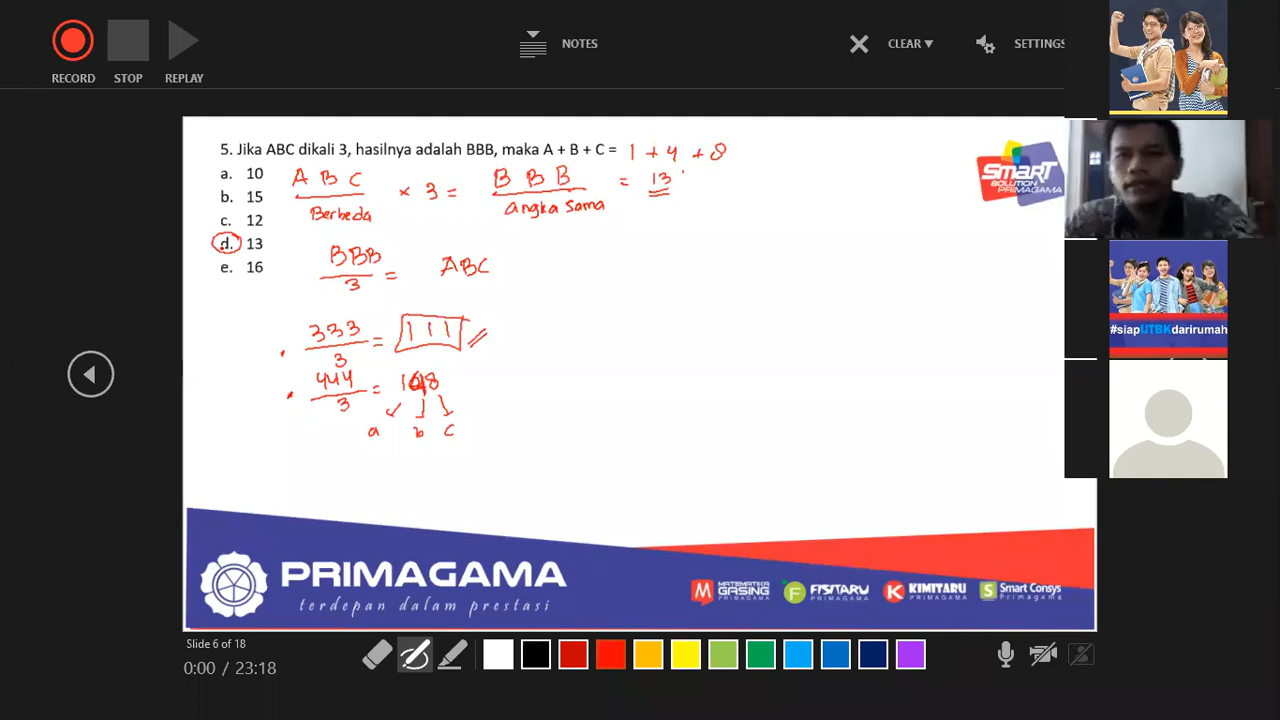 RECORD
STOP
REPLAY
NOTES
CLEAR
SETTINGS
5. Jika ABC dikali 3, hasilnya adalah BBB, maka A + B + C = 1 + 4 + 8
a. 10
b. 15
c. 12
d. 13
e. 16
A B C × 3 = B B B = 13
Berbeda
angka sama
BBB
3
= ABC
333
3
= 111
444
3
= 148
a b c
SMART
SOLUTION
PRIMAGAMA
#siapUTBKdarirumah
PRIMAGAMA
terdepan dalam prestasi
MATEMATIKA
GASING
PRIMAGAMA
FISITARU
PRIMAGAMA
KIMITARU
PRIMAGAMA
Smart Consys
Primagama
Slide 6 of 18
0:00 / 23:18